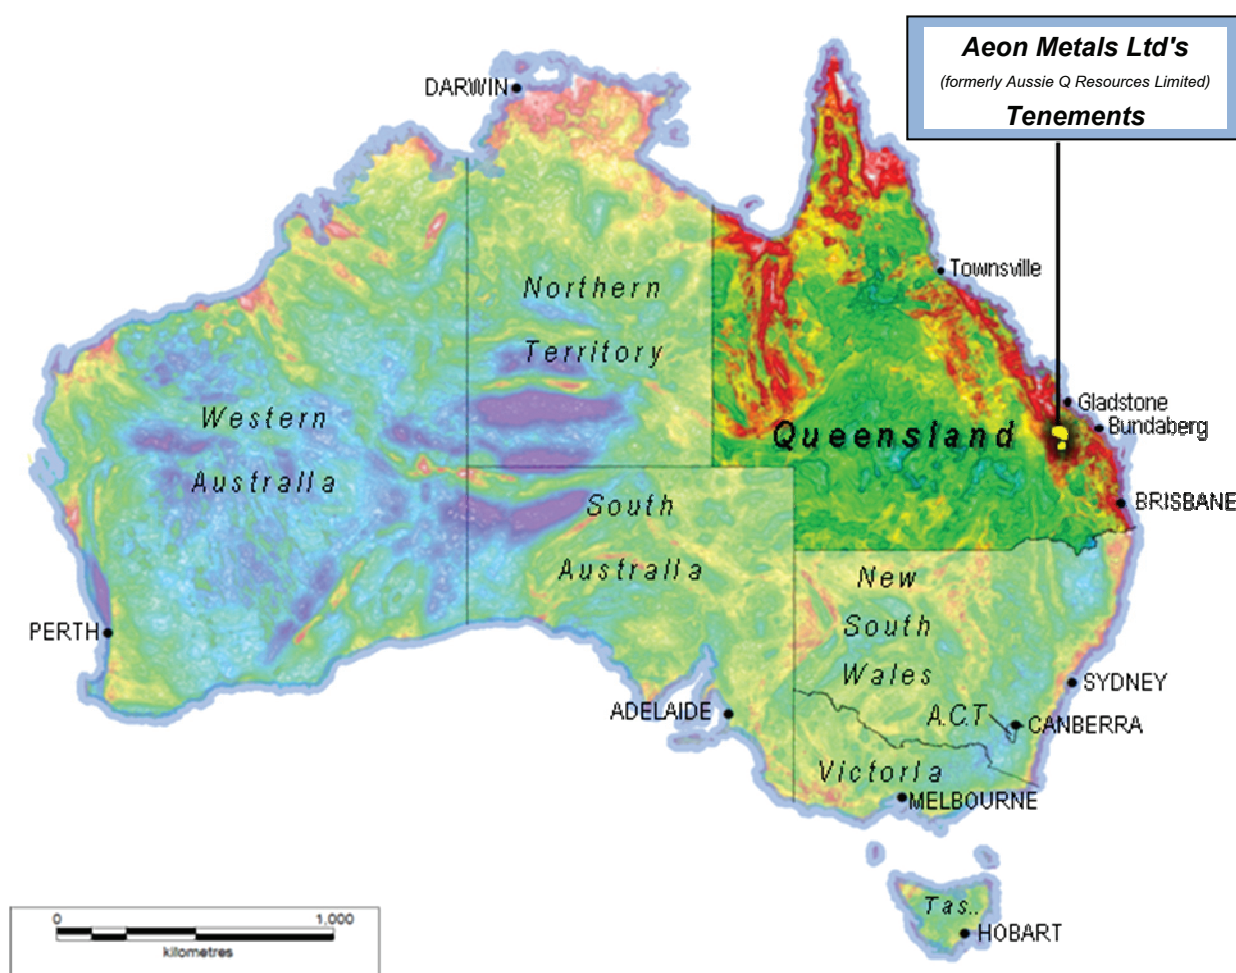 Aeon Metals Ltd's
(formerly Aussie Q Resources Limited)
Tenements
DARWIN
Townsville
Northern
Territory
Western
Australia
Queensland
Gladstone
Bundaberg
BRISBANE
South
Australia
New
South
Wales
PERTH
ADELAIDE
SYDNEY
A.C.T
CANBERRA
Victoria
MELBOURNE
Tas..
HOBART
0 1,000
kilometres